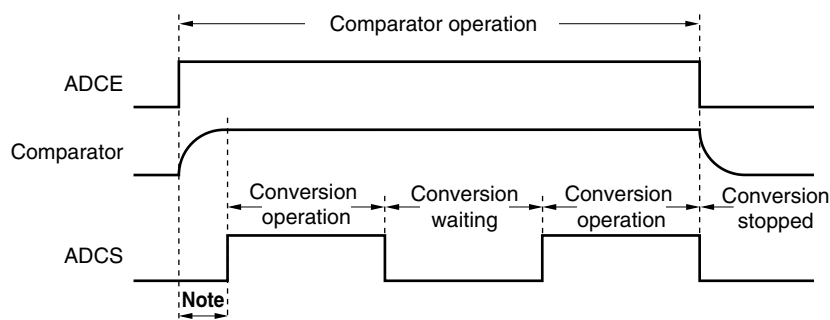 Comparator operation
ADCE
Comparator
Conversion operation
Conversion waiting
Conversion operation
Conversion stopped
ADCS
Note